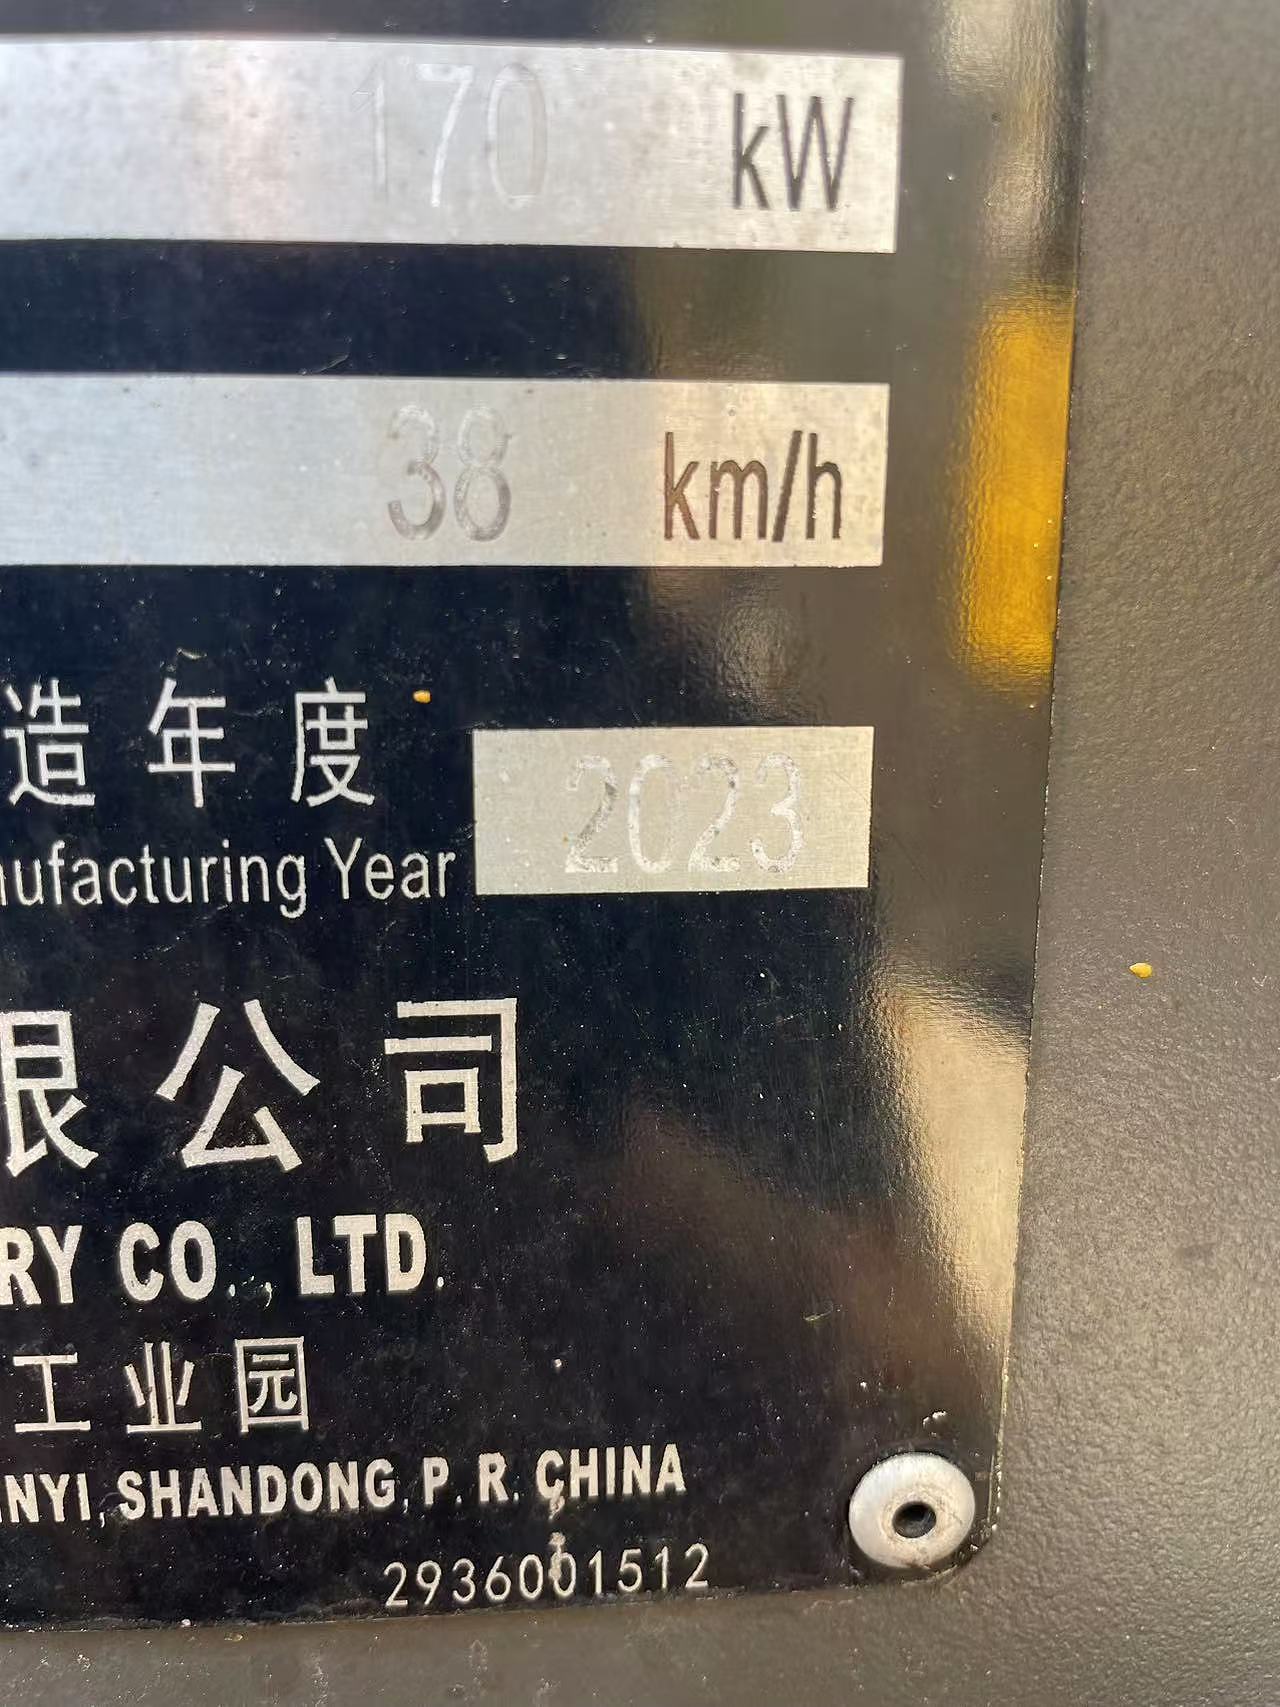 170 kW
38 km/h
造年度
nufacturing Year
2023
限公司
RY CO., LTD.
工业园
INYI, SHANDONG, P. R. CHINA
2936001512